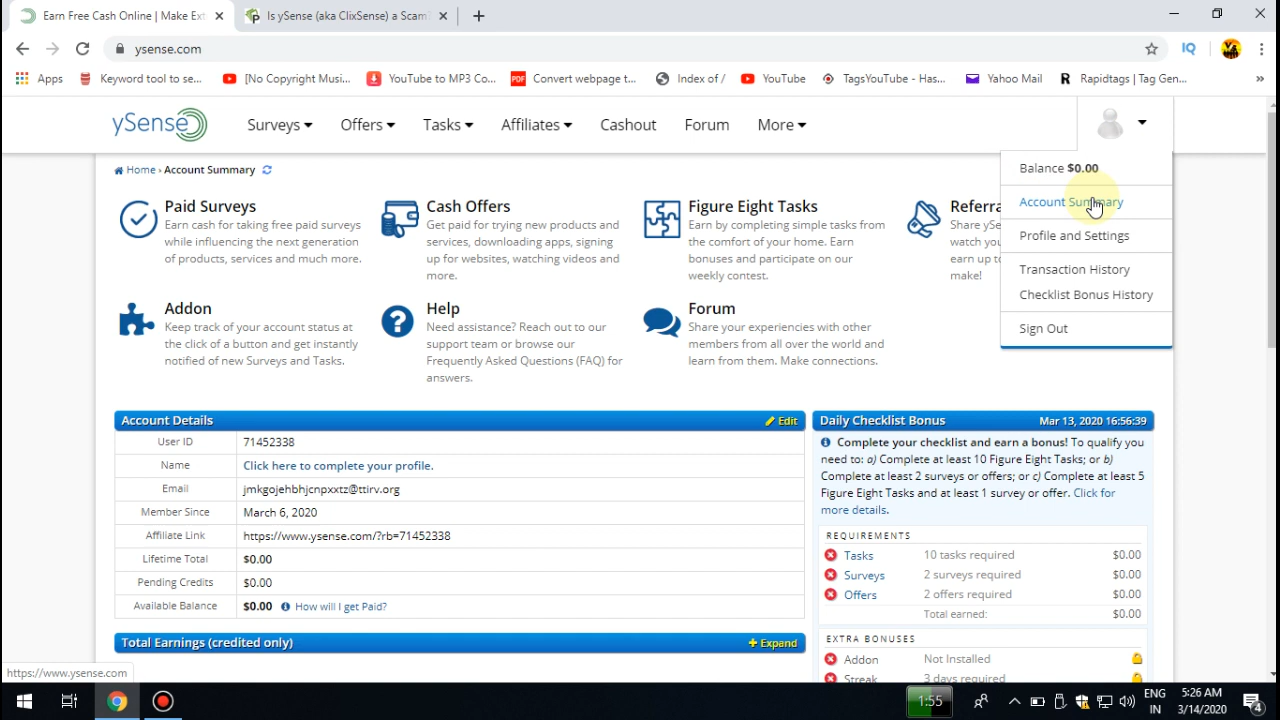 Earn Free Cash Online | Make Ext
Is ySense (aka ClixSense) a Scam?
ysense.com
Apps
Keyword tool to se...
[No Copyright Musi...
YouTube to MP3 Co...
PDF
Convert webpage t...
Index of /
YouTube
TagsYouTube - Has...
Yahoo Mail
R
Rapidtags | Tag Gen...
»
ySense
Surveys
Offers
Tasks
Affiliates
Cashout
Forum
More
Balance $0.00
Account Summary
Profile and Settings
Transaction History
Checklist Bonus History
Sign Out
Home › Account Summary
Paid Surveys
Earn cash for taking free paid surveys
while influencing the next generation
of products, services and much more.
Cash Offers
Get paid for trying new products and
services, downloading apps, signing
up for websites, watching videos and
more.
Figure Eight Tasks
Earn by completing simple tasks from
the comfort of your home. Earn
bonuses and participate on our
weekly contest.
Referra
Share ySe
watch you
earn up to
make!
Addon
Keep track of your account status at
the click of a button and get instantly
notified of new Surveys and Tasks.
Help
Need assistance? Reach out to our
support team or browse our
Frequently Asked Questions (FAQ) for
answers.
Forum
Share your experiences with other
members from all over the world and
learn from them. Make connections.
Account Details
Edit
User ID 71452338
Name Click here to complete your profile.
Email jmkgojehbhjcnpxxtz@ttirv.org
Member Since March 6, 2020
Affiliate Link https://www.ysense.com/?rb=71452338
Lifetime Total $0.00
Pending Credits $0.00
Available Balance $0.00 How will I get Paid?
Total Earnings (credited only)
+ Expand
Daily Checklist Bonus Mar 13, 2020 16:56:39
Complete your checklist and earn a bonus! To qualify you
need to: a) Complete at least 10 Figure Eight Tasks; or b)
Complete at least 2 surveys or offers; or c) Complete at least 5
Figure Eight Tasks and at least 1 survey or offer. Click for
more details.
REQUIREMENTS
Tasks 10 tasks required $0.00
Surveys 2 surveys required $0.00
Offers 2 offers required $0.00
Total earned: $0.00
EXTRA BONUSES
Addon Not Installed
Streak 3 days required
https://www.ysense.com
1:55
ENG
IN
5:26 AM
3/14/2020
4